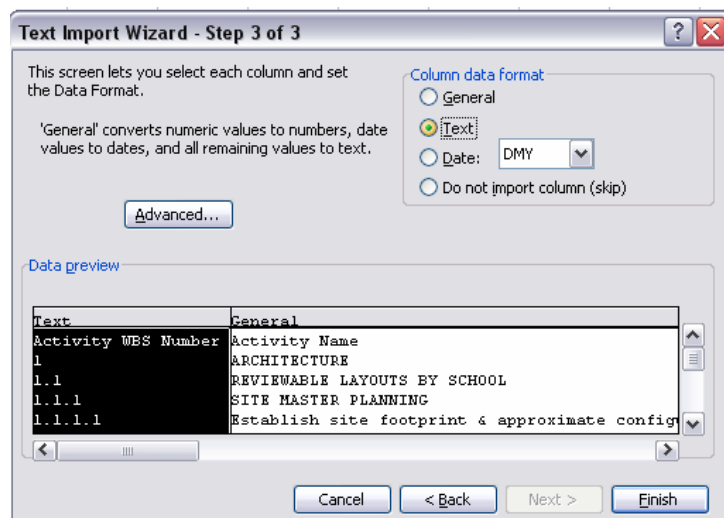 Text Import Wizard - Step 3 of 3
This screen lets you select each column and set
the Data Format.
'General' converts numeric values to numbers, date
values to dates, and all remaining values to text.
Advanced...
Column data format
General
Text
Date: DMY
Do not import column (skip)
Data preview
Text General
Activity WBS Number Activity Name
1 ARCHITECTURE
1.1 REVIEWABLE LAYOUTS BY SCHOOL
1.1.1 SITE MASTER PLANNING
1.1.1.1 Establish site footprint & approximate config
Cancel < Back Next > Finish